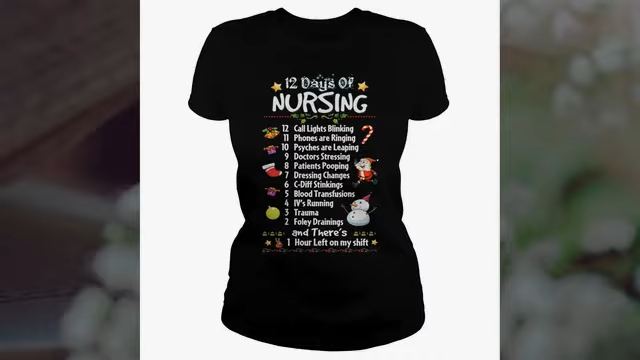 12 Days Of
NURSING
12 Call Lights Blinking
11 Phones are Ringing
10 Psyches are Leaping
9 Doctors Stressing
8 Patients Pooping
7 Dressing Changes
6 C-Diff Stinkings
5 Blood Transfusions
4 IV's Running
3 Trauma
2 Foley Drainings
and There's
1 Hour Left on my shift